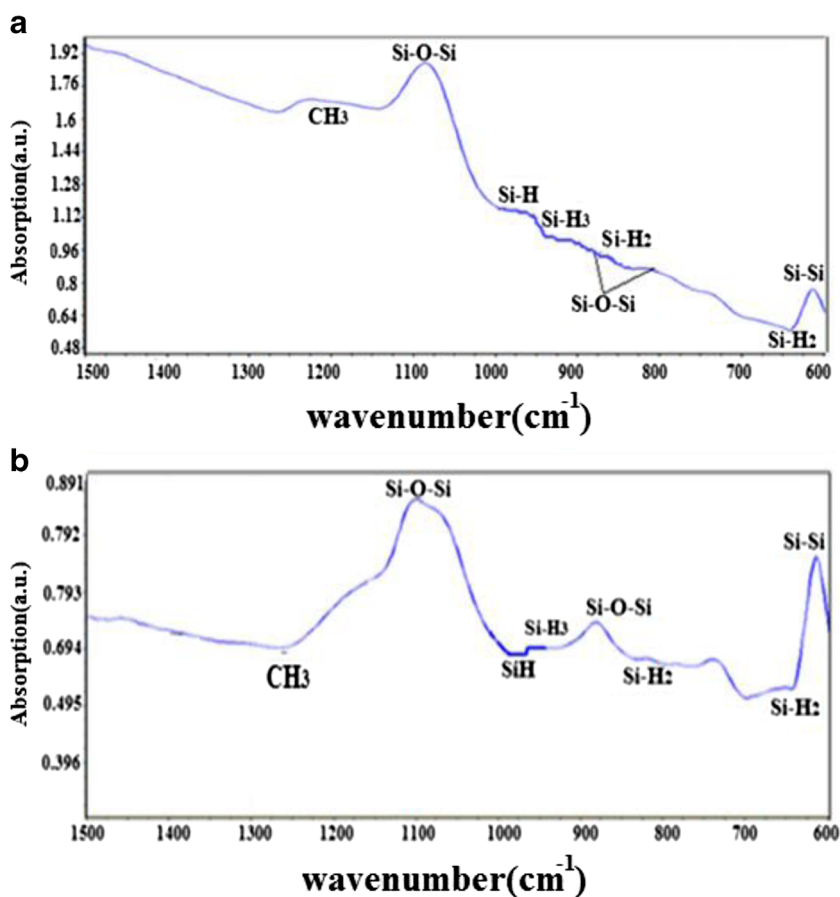 a
Absorption(a.u.)
1.92
1.76
1.6
1.44
1.28
1.12
0.96
0.8
0.64
0.48
Si-O-Si
CH3
Si-H
Si-H3
Si-H2
Si-O-Si
Si-Si
Si-H2
1500 1400 1300 1200 1100 1000 900 800 700 600
wavenumber(cm-1)
b
Absorption(a.u.)
0.891
0.792
0.793
0.694
0.495
0.396
Si-O-Si
CH3
SiH
Si-H3
Si-O-Si
Si-H2
Si-Si
Si-H2
1500 1400 1300 1200 1100 1000 900 800 700 600
wavenumber(cm-1)